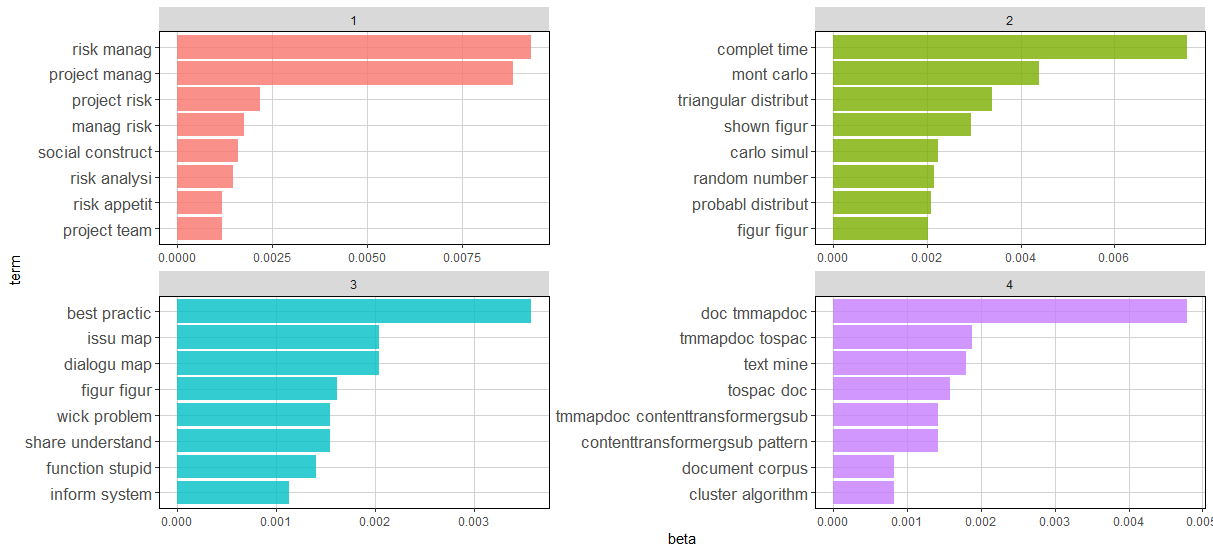 1
risk manag
project manag
project risk
manag risk
social construct
risk analysi
risk appetit
project team
0.0000 0.0025 0.0050 0.0075
2
complet time
mont carlo
triangular distribut
shown figur
carlo simul
random number
probabl distribut
figur figur
0.000 0.002 0.004 0.006
term
3
best practic
issu map
dialogu map
figur figur
wick problem
share understand
function stupid
inform system
0.000 0.001 0.002 0.003
4
doc tmmapdoc
tmmapdoc tospac
text mine
tospac doc
tmmapdoc contenttransformergsub
contenttransformergsub pattern
document corpus
cluster algorithm
0.000 0.001 0.002 0.003 0.004 0.005
beta